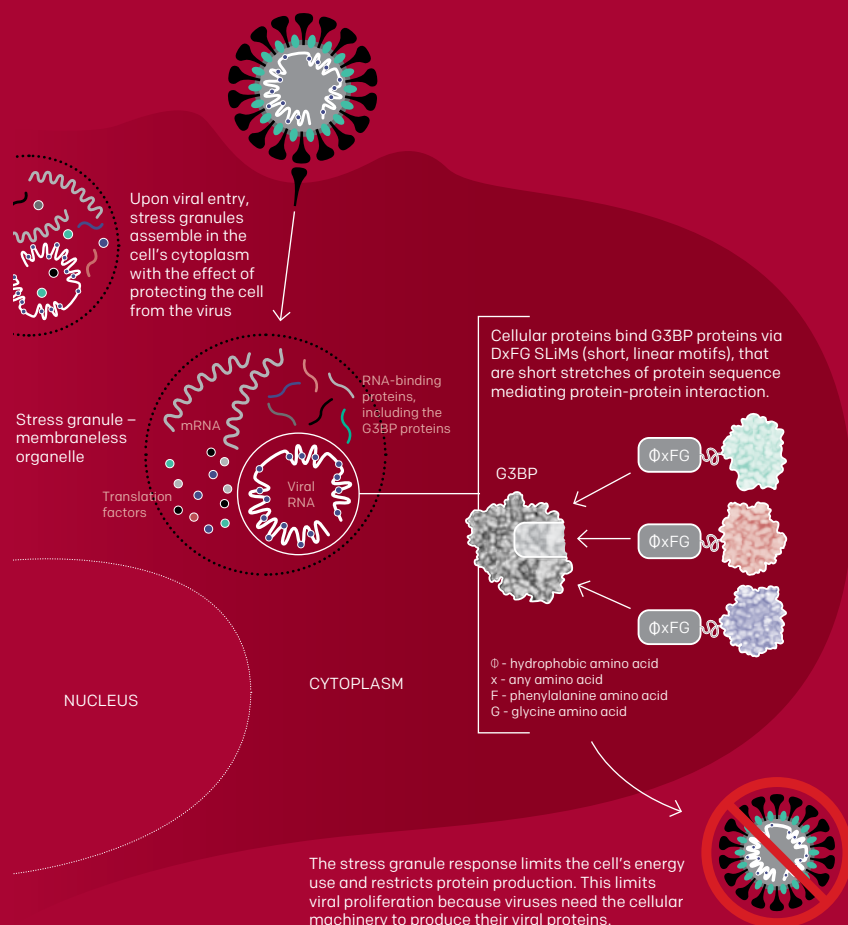 Upon viral entry,
stress granules
assemble in the
cell's cytoplasm
with the effect of
protecting the cell
from the virus
Stress granule –
membraneless
organelle
mRNA
RNA-binding
proteins,
including the
G3BP proteins
Translation
factors
Viral
RNA
Cellular proteins bind G3BP proteins via
DxFG SLiMs (short, linear motifs), that
are short stretches of protein sequence
mediating protein-protein interaction.
G3BP
ΦxFG
ΦxFG
ΦxFG
Φ - hydrophobic amino acid
x - any amino acid
F - phenylalanine amino acid
G - glycine amino acid
NUCLEUS
CYTOPLASM
The stress granule response limits the cell's energy
use and restricts protein production. This limits
viral proliferation because viruses need the cellular
machinery to produce their viral proteins.